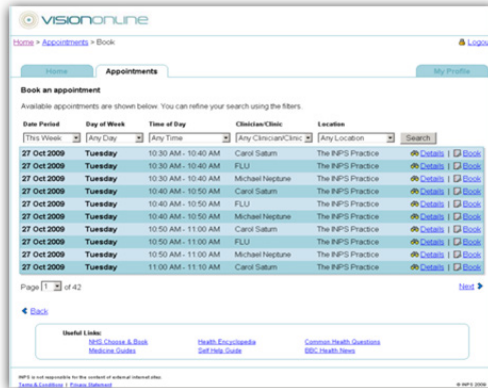 visiononline
Home > Appointments > Book
Logout
Home
Appointments
My Profile
Book an appointment
Available appointments are shown below. You can refine your search using the filters.
Date Period Day of Week Time of Day Clinician/Clinic Location
This Week Any Day Any Time Any Clinician/Clinic Any Location Search
27 Oct 2009 Tuesday 10:30 AM - 10:40 AM Carol Saturn The INPS Practice Details | Book
27 Oct 2009 Tuesday 10:30 AM - 10:40 AM FLU The INPS Practice Details | Book
27 Oct 2009 Tuesday 10:30 AM - 10:40 AM Michael Neptune The INPS Practice Details | Book
27 Oct 2009 Tuesday 10:40 AM - 10:50 AM Carol Saturn The INPS Practice Details | Book
27 Oct 2009 Tuesday 10:40 AM - 10:50 AM FLU The INPS Practice Details | Book
27 Oct 2009 Tuesday 10:40 AM - 10:50 AM Michael Neptune The INPS Practice Details | Book
27 Oct 2009 Tuesday 10:50 AM - 11:00 AM Carol Saturn The INPS Practice Details | Book
27 Oct 2009 Tuesday 10:50 AM - 11:00 AM FLU The INPS Practice Details | Book
27 Oct 2009 Tuesday 10:50 AM - 11:00 AM Michael Neptune The INPS Practice Details | Book
27 Oct 2009 Tuesday 11:00 AM - 11:10 AM Carol Saturn The INPS Practice Details | Book
Page 1 of 42
Next
Back
Useful Links:
NHS Choose & Book Health Encyclopedia Common Health Questions
Medicine Guides Self Help Guide BBC Health News
INPS is not responsible for the content of external internet sites
Terms & Conditions | Privacy Statement
© INPS 2009